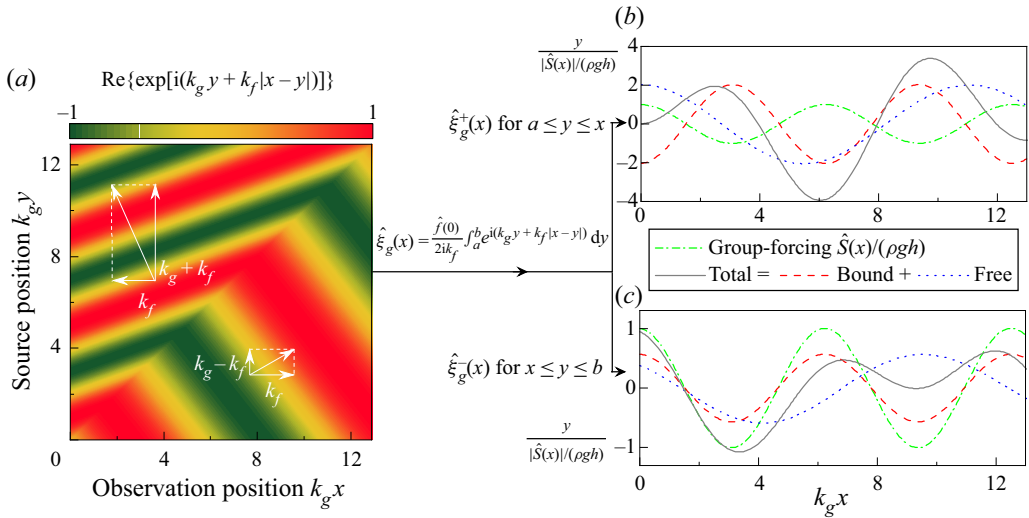 (a)
Re{exp[i(k_g y + k_f |x – y|)]}
–1
1
12
8
4
0
0
4
8
12
Source position k_g y
Observation position k_g x
k_g + k_f
k_f
k_g – k_f
k_f
ξ̂_g(x) = f̂(0)/2ik_f ∫_a^b e^{i(k_g y + k_f |x – y|)} dy
ξ̂_g^+(x) for a ≤ y ≤ x
ξ̂_g^–(x) for x ≤ y ≤ b
(b)
y
|Ŝ(x)|/(ρgh)
4
2
0
–2
–4
0
4
8
12
Group-forcing Ŝ(x)/(ρgh)
Total = Bound + Free
(c)
1
0
–1
y
|Ŝ(x)|/(ρgh)
0
4
8
12
k_g x